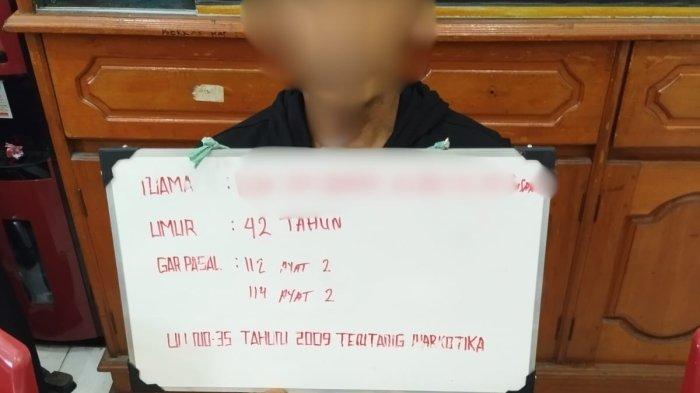 NAMA :
UMUR : 42 TAHUN
GAR PASAL : 112 AYAT 2
114 AYAT 2
UU NO-35 TAHUN 2009 TENTANG NARKOTIKA